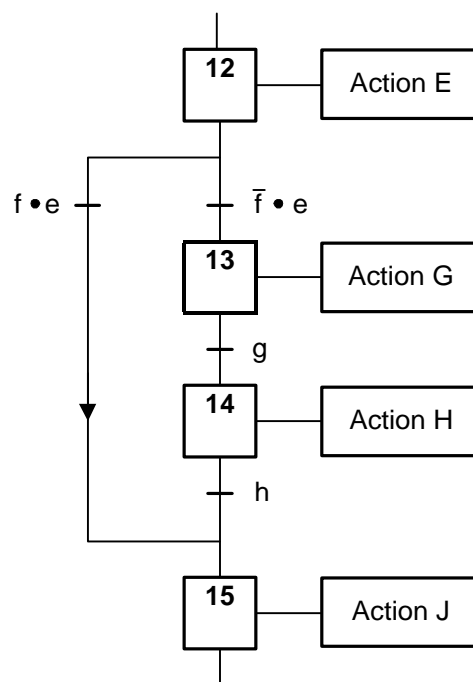 12 Action E
f • e f̅ • e
13 Action G
g
14 Action H
h
15 Action J